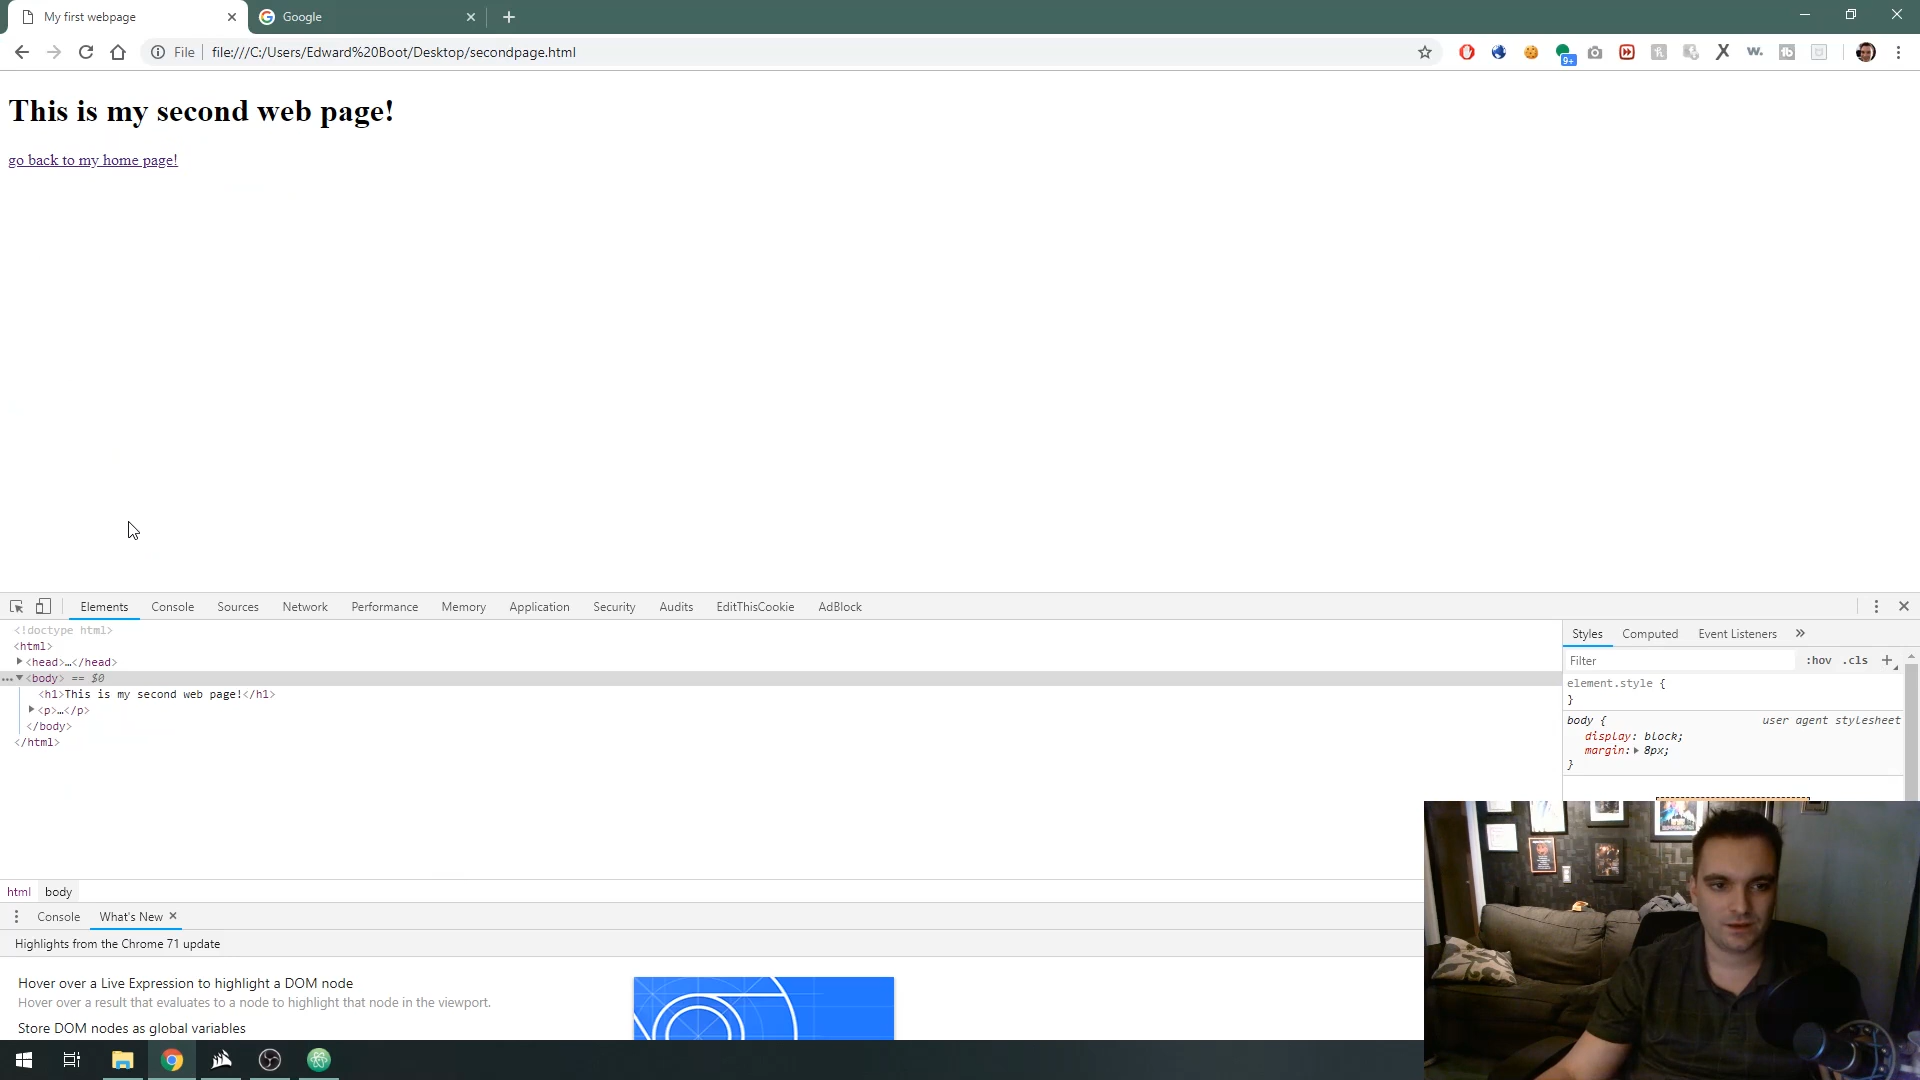 My first webpage
Google
File
file:///C:/Users/Edward%20Boot/Desktop/secondpage.html
9+
w.
tb
This is my second web page!
go back to my home page!
Elements Console Sources Network Performance Memory Application Security Audits EditThisCookie AdBlock
<!doctype html>
<html>
<head>…</head>
<body> == $0
<h1>This is my second web page!</h1>
<p>…</p>
</body>
</html>
Styles Computed Event Listeners »
Filter :hov .cls +
element.style {
}
body { user agent stylesheet
display: block;
margin: 8px;
}
html body
Console What's New
Highlights from the Chrome 71 update
Hover over a Live Expression to highlight a DOM node
Hover over a result that evaluates to a node to highlight that node in the viewport.
Store DOM nodes as global variables